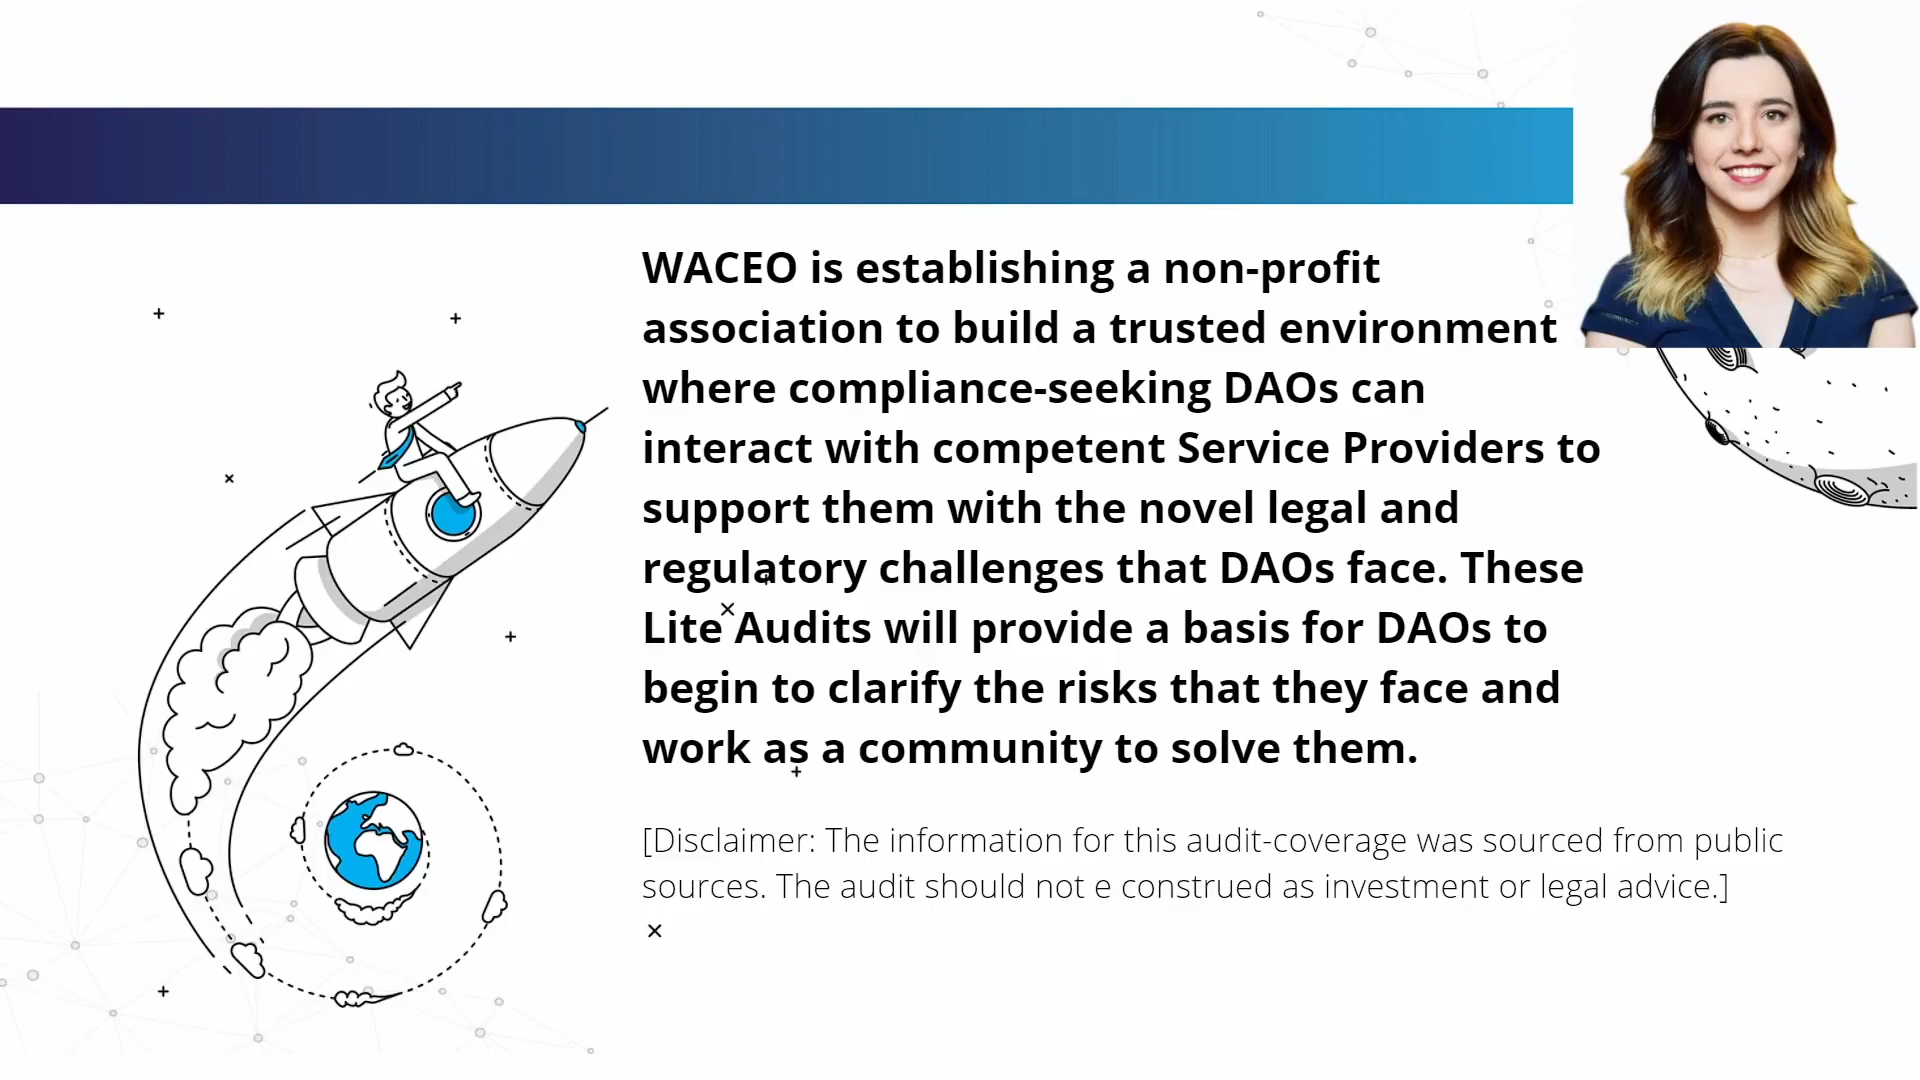 WACEO is establishing a non-profit
association to build a trusted environment
where compliance-seeking DAOs can
interact with competent Service Providers to
support them with the novel legal and
regulatory challenges that DAOs face. These
Lite Audits will provide a basis for DAOs to
begin to clarify the risks that they face and
work as a community to solve them.
[Disclaimer: The information for this audit-coverage was sourced from public
sources. The audit should not e construed as investment or legal advice.]